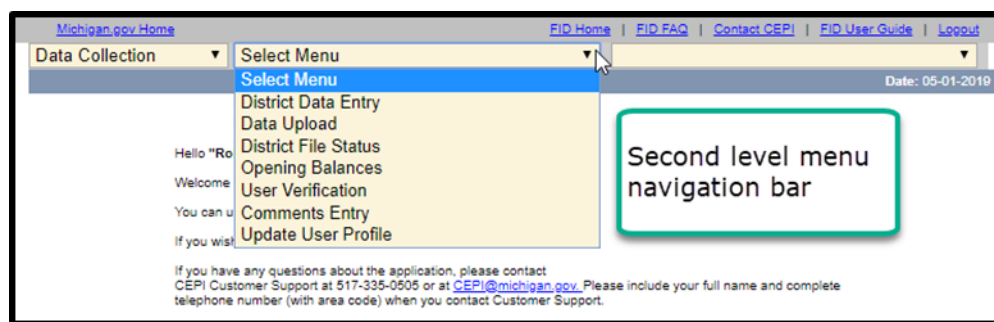 Michigan.gov Home FID Home | FID FAQ | Contact CEPI | FID User Guide | Logout
Data Collection Select Menu
Select Menu
Date: 05-01-2019
District Data Entry
Data Upload
District File Status
Opening Balances
User Verification
Comments Entry
Update User Profile
Second level menu
navigation bar
Hello "Ro
Welcome
You can u
If you wish
If you have any questions about the application, please contact
CEPI Customer Support at 517-335-0505 or at CEPI@michigan.gov. Please include your full name and complete
telephone number (with area code) when you contact Customer Support.